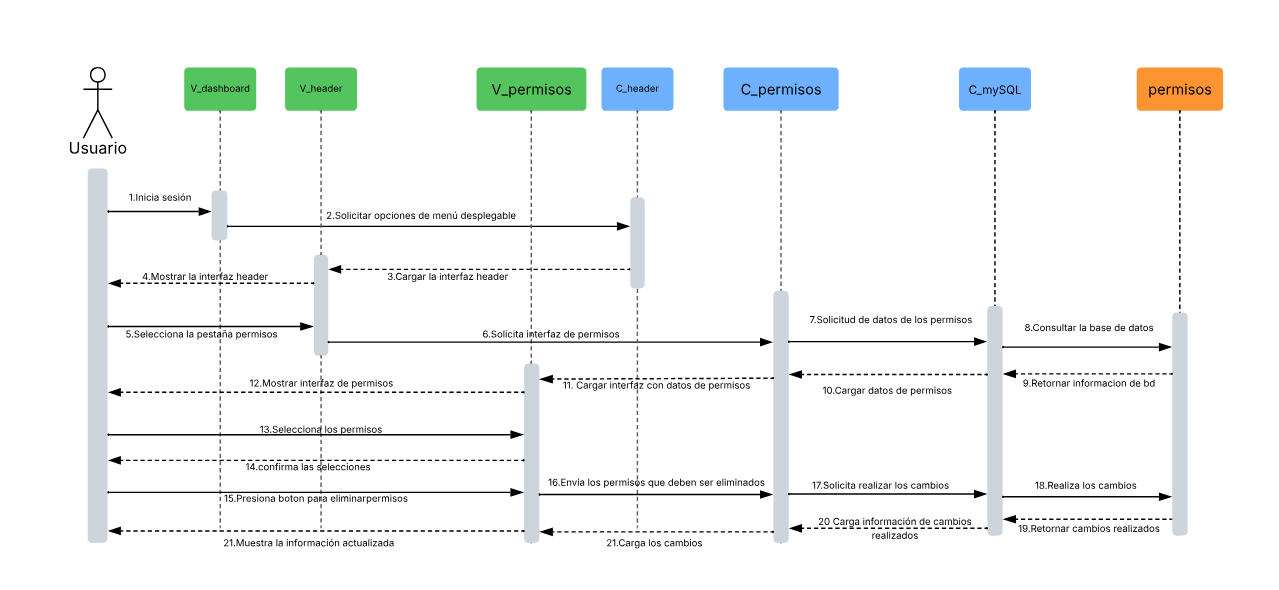 V_dashboard
V_header
V_permisos
C_header
C_permisos
C_mySQL
permisos
Usuario
1.Inicia sesión
2.Solicitar opciones de menú desplegable
3.Cargar la interfaz header
4.Mostrar la interfaz header
5.Selecciona la pestaña permisos
6.Solicita interfaz de permisos
7.Solicitud de datos de los permisos
8.Consultar la base de datos
9.Retornar informacion de bd
10.Cargar datos de permisos
11. Cargar interfaz con datos de permisos
12.Mostrar interfaz de permisos
13.Selecciona los permisos
14.confirma las selecciones
15.Presiona boton para eliminarpermisos
16.Envía los permisos que deben ser eliminados
17.Solicita realizar los cambios
18.Realiza los cambios
19.Retornar cambios realizados
20 Carga información de cambios
realizados
21.Carga los cambios
21.Muestra la información actualizada